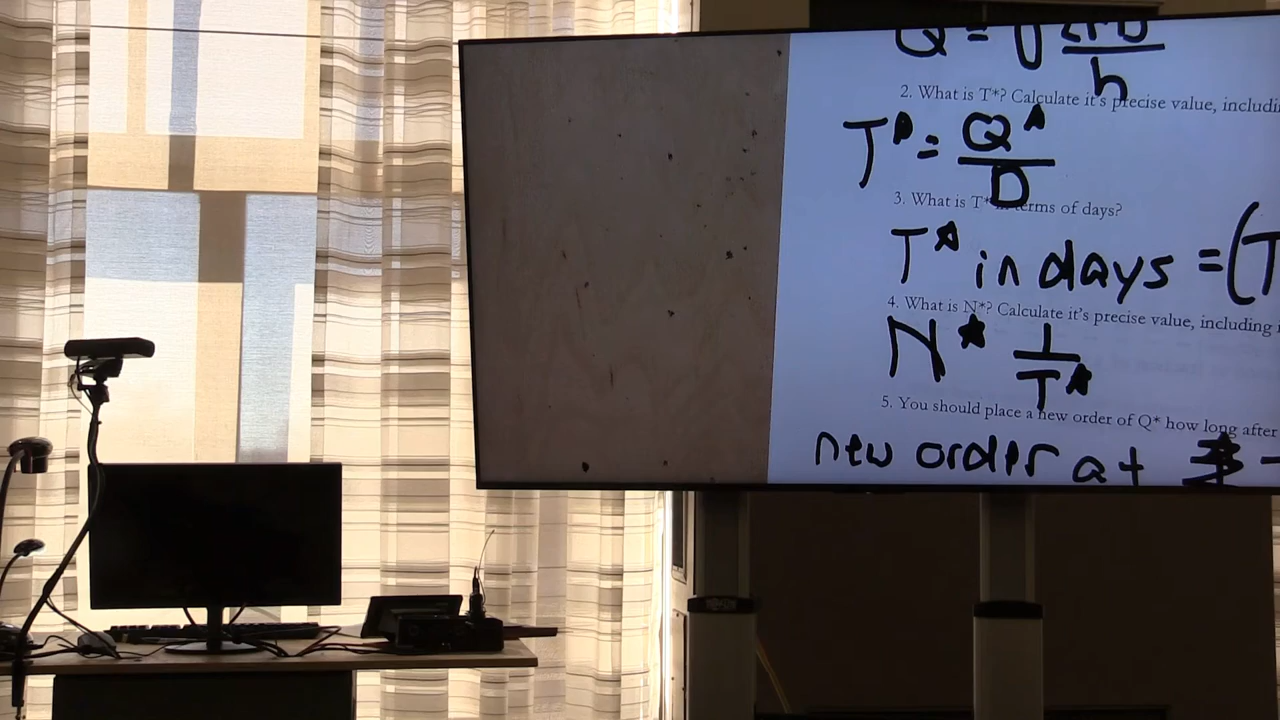 Q = √ 2rD / h
2. What is T*? Calculate it's precise value, includi
T* = Q* / D
3. What is T* in terms of days?
T* in days = (T
4. What is N*? Calculate it's precise value, including
N* 1 / T*
5. You should place a new order of Q* how long after
new order at